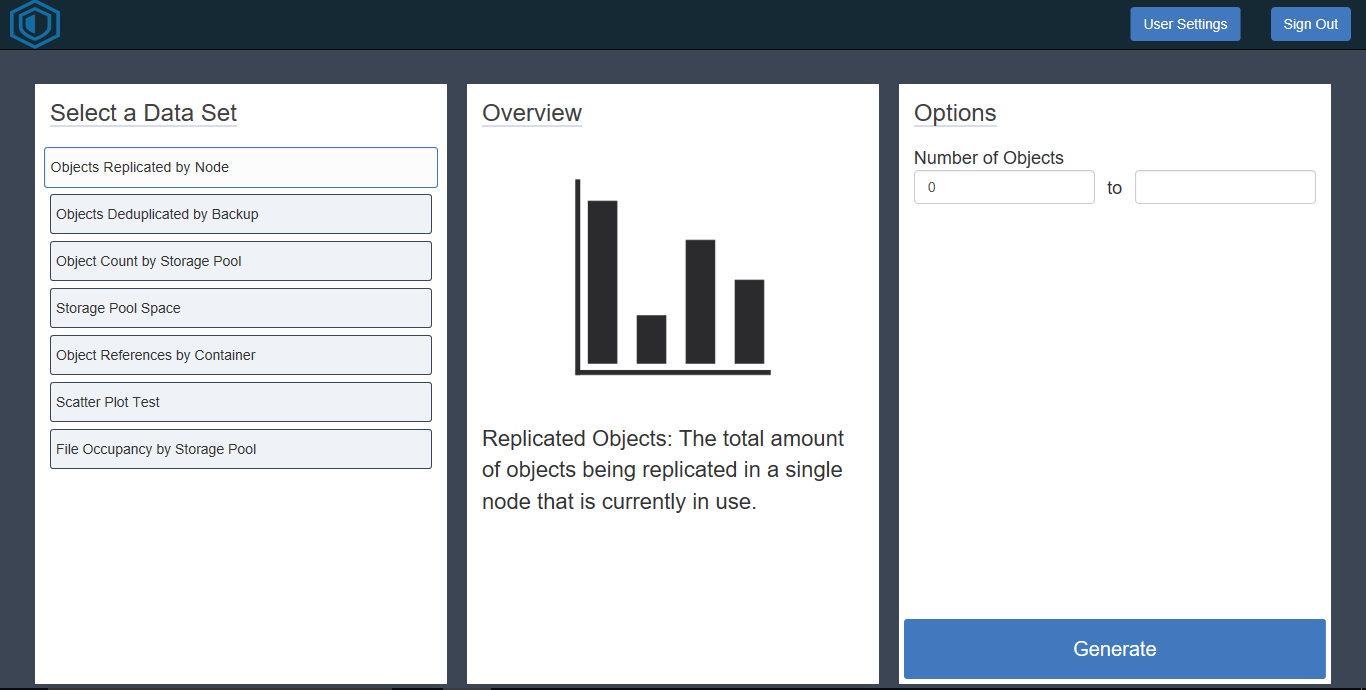 User Settings
Sign Out
Select a Data Set
Objects Replicated by Node
Objects Deduplicated by Backup
Object Count by Storage Pool
Storage Pool Space
Object References by Container
Scatter Plot Test
File Occupancy by Storage Pool
Overview
Replicated Objects: The total amount
of objects being replicated in a single
node that is currently in use.
Options
Number of Objects
0 to
Generate